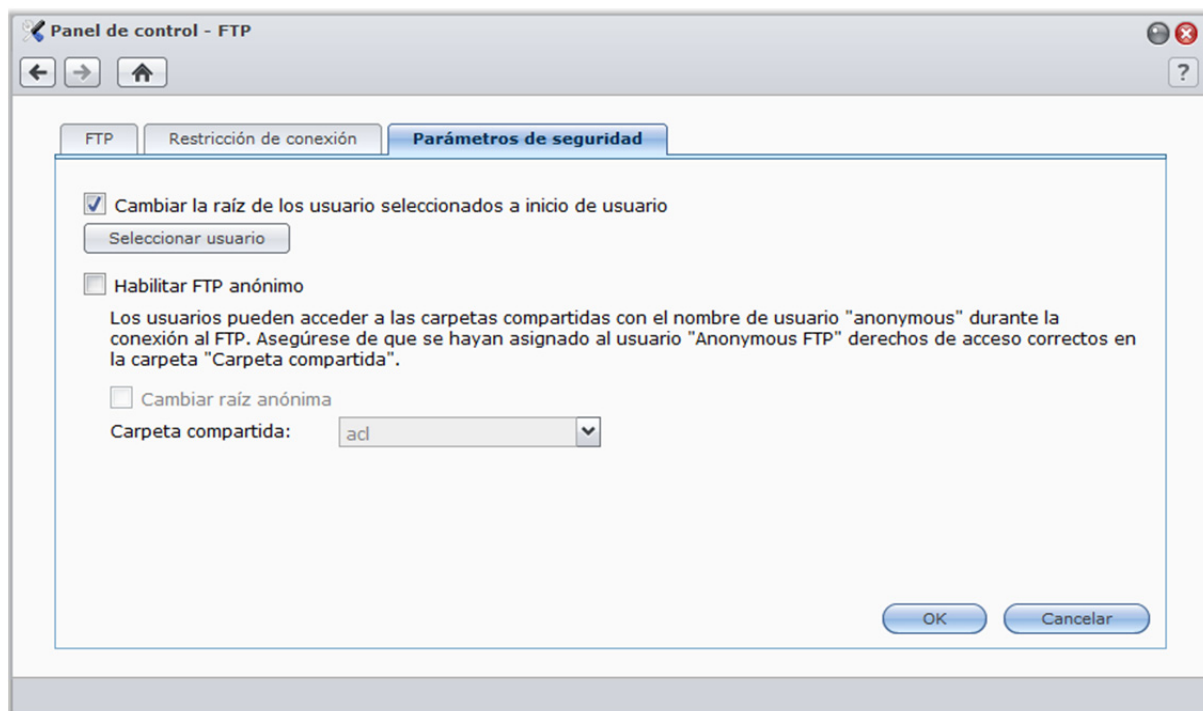 Panel de control - FTP
?
FTP
Restricción de conexión
Parámetros de seguridad
Cambiar la raíz de los usuario seleccionados a inicio de usuario
Seleccionar usuario
Habilitar FTP anónimo
Los usuarios pueden acceder a las carpetas compartidas con el nombre de usuario "anonymous" durante la
conexión al FTP. Asegúrese de que se hayan asignado al usuario "Anonymous FTP" derechos de acceso correctos en
la carpeta "Carpeta compartida".
Cambiar raíz anónima
Carpeta compartida:
acl
OK
Cancelar